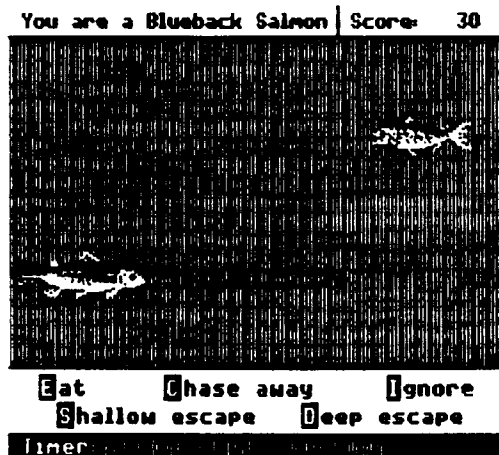 You are a Blueback Salmon Score: 30
Eat Chase away Ignore
Shallow escape Deep escape
Timer